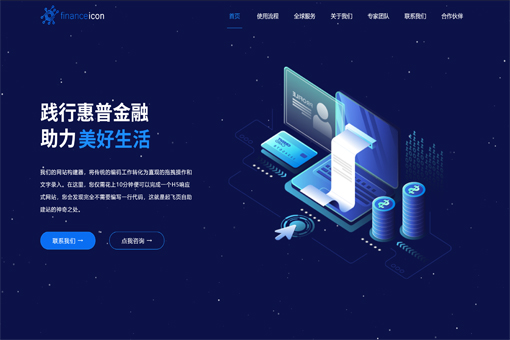 financeicon
首页 使用流程 全球服务 关于我们 专家团队 联系我们 合作伙伴
践行惠普金融
助力 美好生活
我们的网站构建器，将传统的编码工作转化为直观的拖拽操作和
文字录入。在这里，您仅需花上10分钟便可以完成一个H5响应
式网站，您会发现完全不需要编写一行代码，这就是起飞页自助
建站的神奇之处。
联系我们 →
点我咨询 →